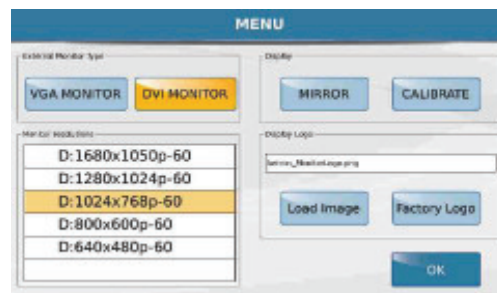 MENU
External Monitor Type
VGA MONITOR
DVI MONITOR
Display
MIRROR
CALIBRATE
Monitor Resolutions
D:1680x1050p-60
D:1280x1024p-60
D:1024x768p-60
D:800x600p-60
D:640x480p-60
Display Logo
Load Image
Factory Logo
OK